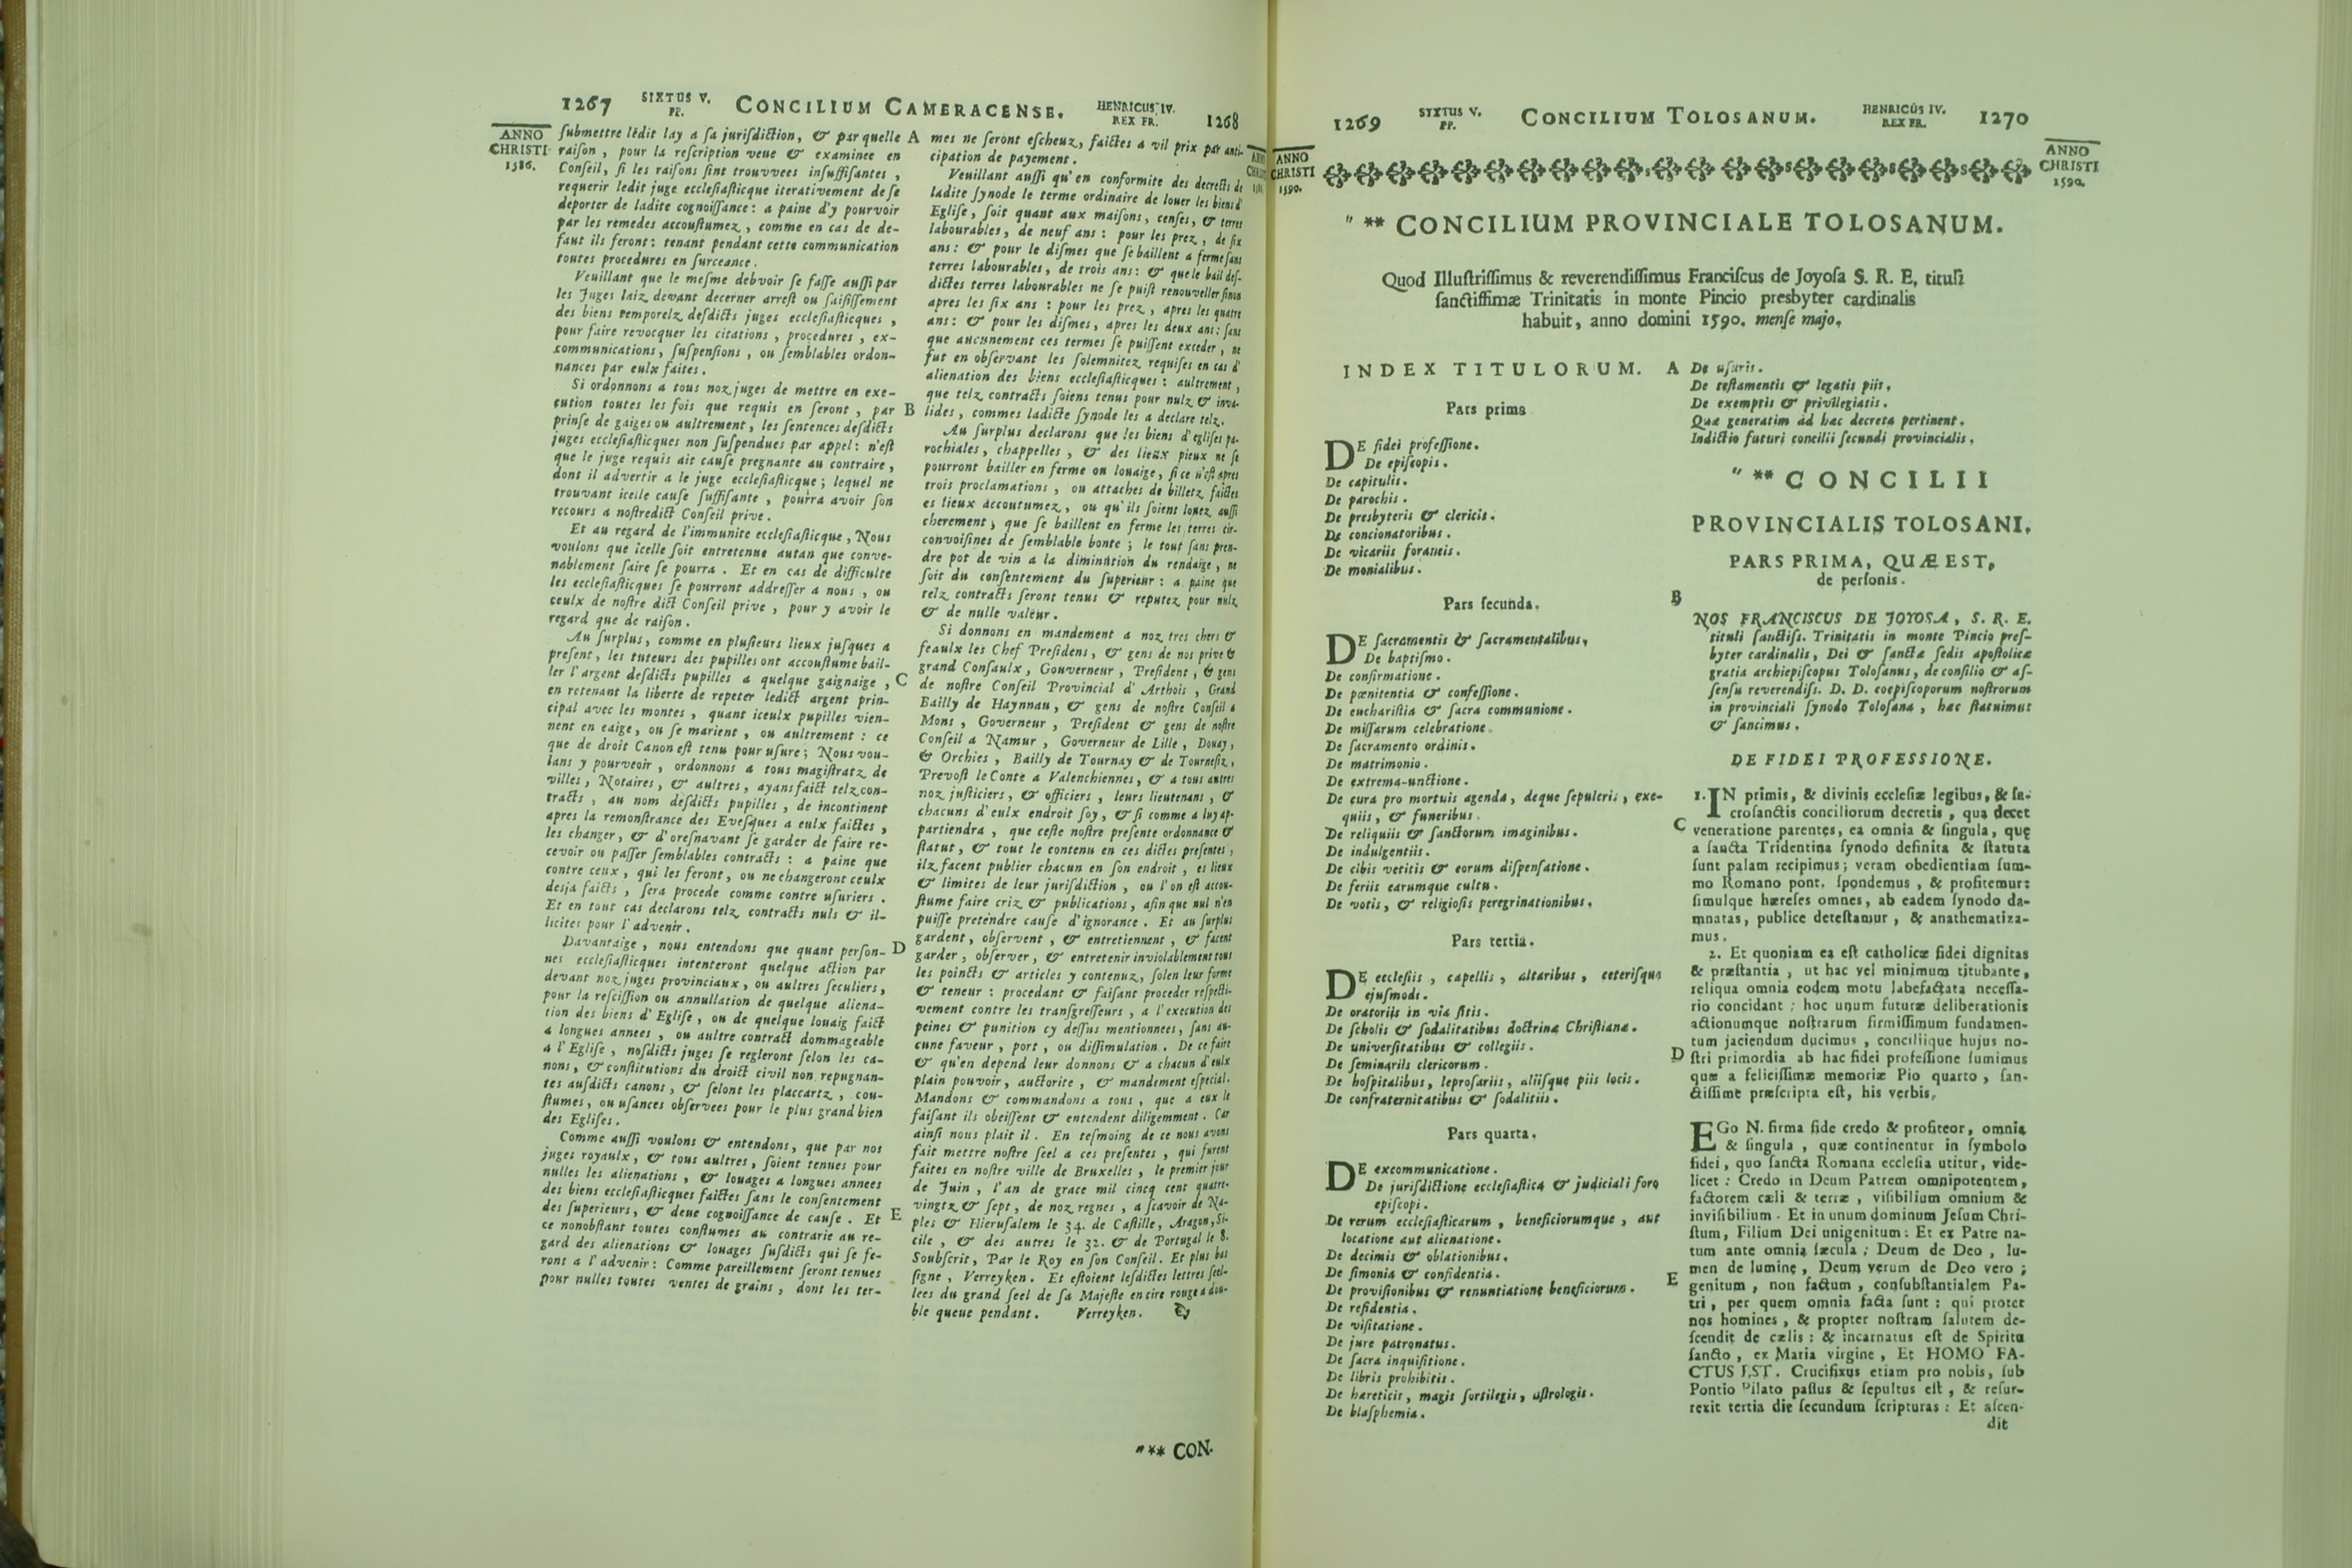 1267 SIXTUS V. PP. CONCILIUM CAMERACENSE. HENRICUS IV. REX FR. 1268
ANNO
CHRISTI
1586.
ſubmettre ledit lay a ſa juriſdiction, & par quelle
raiſon, pour la reſcription veue & examinee en
Conſeil, ſi les raiſons ſint trouvvees inſuffiſantes,
requerir ledit juge eccleſiaſticque iterativement de ſe
deporter de ladite cognoiſſance: a paine d'y pourvoir
par les remedes accouſtumez, comme en cas de de-
faut ils feront: tenant pendant cette communication
toutes procedures en ſurceance.
Veuillant que le meſme debvoir ſe faſſe auſſi par
les Juges laiz devant decerner arreſt ou ſaiſiſſement
des biens temporelz deſdicts juges eccleſiaſticques,
pour faire revocquer les citations, procedures, ex-
communications, ſuſpenſions, ou ſemblables ordon-
nances par eulx faites.
Si ordonnons a tous noz juges de mettre en exe-
cution toutes les fois que requis en ſeront, par
prinſe de gaiges ou aultrement, les ſentences deſdicts
juges eccleſiaſticques non ſuſpendues par appel: n'eſt
que le juge requis ait cauſe pregnante au contraire,
dont il advertir a le juge eccleſiaſticque; lequel ne
trouvant icelle cauſe ſuffiſante, pourra avoir ſon
recours a noſtredict Conſeil prive.
Et au regard de l'immunite eccleſiaſticque, Nous
voulons que icelle ſoit entretenue autan que conve-
nablement faire ſe pourra. Et en cas de difficulte
les eccleſiaſticques ſe pourront addreſſer a nous, ou
ceulx de noſtre dict Conſeil prive, pour y avoir le
regard que de raiſon.
Au ſurplus, comme en pluſieurs lieux juſques a
preſent, les tuteurs des pupilles ont accouſtume bail-
ler l'argent deſdicts pupilles a quelque gaignaige,
en retenant la liberte de repeter ledict argent prin-
cipal avec les montes, quant iceulx pupilles vien-
nent en eaige, ou ſe marient, ou aultrement: ce
que de droit Canon eſt tenu pour uſure; Nous vou-
lans y pourveoir, ordonnons a tous magiſtratz de
villes, Notaires, & aultres, ayans faict telz con-
tracts, au nom deſdicts pupilles, de incontinent
apres la remonſtrance des Eveſques a eulx faictes,
les changer, & d'oreſnavant ſe garder de faire re-
cevoir ou paſſer ſemblables contracts: a paine que
contre ceux, qui les feront, ou ne changeront ceulx
desja faicts, ſera procede comme contre uſuriers.
Et en tout cas declarons telz contracts nuls & il-
licites pour l'advenir.
Davantaige, nous entendons que quant perſon-
nes eccleſiaſticques intenteront quelque action par
devant noz juges provinciaux, ou aultres ſeculiers,
pour la reſciſſion ou annullation de quelque aliena-
tion des biens d'Egliſe, ou de quelque louaig faict
a longues annees, ou aultre contract dommageable
a l'Egliſe, noſdicts juges ſe regleront ſelon les ca-
nons, & conſtitutions du droict civil non repugnan-
tes auſdicts canons, & ſelont les placcartz, cou-
ſtumes, ou uſances obſervees pour le plus grand bien
des Egliſes.
Comme auſſi voulons & entendons, que par nos
juges royaulx, & tous aultres, ſoient tenues pour
nulles les alienations, & louages a longues annees
des biens eccleſiaſticques faictes ſans le conſentement
des ſuperieurs, & deue cognoiſſance de cauſe. Et
ce nonobſtant toutes conſtumes au contrarie au re-
gard des alienations & louages ſuſdicts qui ſe fe-
ront a l'advenir: Comme pareillement ſeront tenues
pour nulles toutes ventes de grains, dont les ter-
A
B
C
D
E
mes ne ſeront eſcheuz, faictes a vil prix par anti-
cipation de payement.
Veuillant auſſi qu'en conformite des decrects de
ladite ſynode le terme ordinaire de louer les biens d'
Egliſe, ſoit quant aux maiſons, cenſes, & terres
labourables, de neuf ans: pour les prez, de ſix
ans: & pour le diſmes que ſe baillent a ferme ſans
terres labourables, de trois ans: & que le bail deſ-
dictes terres labourables ne ſe puiſt renouveller ſinon
apres les ſix ans: pour les prez, apres les quatre
ans: & pour les diſmes, apres les deux ans: ſans
que aucunement ces termes ſe puiſſent exceder, ne
fut en obſervant les ſolemnitez requiſes en cas d'
alienation des biens eccleſiaſticques: aultrement,
que telz contracts ſoiens tenus pour nulz & inva-
lides, commes ladicte ſynode les a declare telz.
Au ſurplus declarons que les biens d'egliſes pa-
rochiales, chappelles, & des lieux pieux ne ſe
pourront bailler en ferme on louaige, ſi ce n'eſt apres
trois proclamations, ou attaches de billetz faictes
es lieux accoutumez, ou qu'ils ſoient louez auſſi
cherement, que ſe baillent en ferme les terres cir-
convoiſines de ſemblable bonte; le tout ſans pren-
dre pot de vin a la diminution du rendaige, ne
ſoit du conſentement du ſuperieur: a paine que
telz contracts ſeront tenus & reputez pour nulz
& de nulle valeur.
Si donnons en mandement a noz tres chers &
feaulx les Chef Preſidens, & gens de nos prive &
grand Conſaulx, Gouverneur, Preſident, & gens
de noſtre Conſeil Provincial d'Arthois, Grand
Bailly de Haynnau, & gens de noſtre Conſeil a
Mons, Governeur, Preſident & gens de noſtre
Conſeil a Namur, Governeur de Lille, Douay,
& Orchies, Bailly de Tournay & de Tourneſiz,
Prevoſt le Conte a Valenchiennes, & a tous autres
noz juſticiers, & officiers, leurs lieutenans, &
chacuns d'eulx endroit ſoy, & ſi comme a luy ap-
partiendra, que ceſte noſtre preſente ordonnance &
ſtatut, & tout le contenu en ces dictes preſentes,
ilz facent publier chacun en ſon endroit, es lieux
& limites de leur juriſdiction, ou l'on eſt accou-
ſtume faire criz & publications, afin que nul n'en
puiſſe pretendre cauſe d'ignorance. Et au ſurplus
gardent, obſervent, & entretiennent, & facent
garder, obſerver, & entretenir inviolablement tous
les poincts & articles y contenuz, ſolen leur forme
& teneur: procedant & faiſant proceder reſpecti-
vement contre les transgreſſeurs, a l'execution des
peines & punition cy deſſus mentionnees, ſans au-
cune faveur, port, ou diſſimulation. De ce faire
& qu'en depend leur donnons & a chacun d'eulx
plain pouvoir, auctorite, & mandement eſpecial.
Mandons & commandons a tous, que a eux le
faiſant ils obeiſſent & entendent diligemment. Car
ainſi nous plait il. En teſmoing de ce nous avons
fait mettre noſtre ſeel a ces preſentes, qui furent
faites en noſtre ville de Bruxelles, le premier jour
de Juin, l'an de grace mil cincq cent quatre-
vingtz & ſept, de noz regnes, a ſcavoir de Na-
ples & Hieruſalem le 34. de Caſtille, Aragon, Si-
cile, & des autres le 32. & de Portugal le 8.
Soubſcrit, Par le Roy en ſon Conſeil. Et plus bas
ſigne, Verreyken. Et eſtoient leſdictes lettres ſeel-
lees du grand ſeel de ſa Majeſte en cire rouge a dou-
ble queue pendant. Verreyken.
"** CON-
1269 SYXTUS V. PP. CONCILIUM TOLOSANUM. HENRICUS IV. REX FR. 1270
ANNO
CHRISTI
1590.
ANNO
CHRISTI
1590.
"** CONCILIUM PROVINCIALE TOLOSANUM.
Quod Illuſtriſſimus & reverendiſſimus Franciſcus de Joyoſa S. R. E. tituli
ſanctiſſimæ Trinitatis in monte Pincio presbyter cardinalis
habuit, anno domini 1590. menſe majo.
INDEX TITULORUM.
Pars prima
DE fidei profeſſione.
De epiſcopis.
De capitulis.
De parochis.
De presbyteris & clericis.
De concionatoribus.
De vicariis foraneis.
De monialibus.
Pars ſecunda.
DE ſacramentis & ſacramentalibus,
De baptiſmo.
De confirmatione.
De pœnitentia & confeſſione.
De euchariſtia & ſacra communione.
De miſſarum celebratione.
De ſacramento ordinis.
De matrimonio.
De extrema-unctione.
De cura pro mortuis agenda, deque ſepulcris, exe-
quiis, & funeribus.
De reliquiis & ſanctorum imaginibus.
De indulgentiis.
De cibis vetitis & eorum diſpenſatione.
De feriis earumque cultu.
De votis, & religioſis peregrinationibus.
Pars tertia.
DE eccleſiis, capellis, altaribus, ceteriſque
ejuſmodi.
De oratoriis in via ſitis.
De ſcholis & ſodalitatibus doctrinæ Chriſtianæ.
De univerſitatibus & collegiis.
De ſeminariis clericorum.
De hoſpitalibus, leproſariis, aliiſque piis locis.
De confraternitatibus & ſodalitiis.
Pars quarta.
DE excommunicatione.
De juriſdictione eccleſiaſtica & judiciali foro
epiſcopi.
De rerum eccleſiaſticarum, beneficiorumque, aut
locatione aut alienatione.
De decimis & oblationibus.
De ſimonia & confidentia.
De proviſionibus & renuntiatione beneficiorum.
De reſidentia.
De viſitatione.
De jure patronatus.
De ſacra inquiſitione.
De libris prohibitis.
De hæreticis, magis ſortilegis, aſtrologis.
De blaſphemia.
A
B
C
D
E
De uſuris.
De teſtamentis & legatis piis.
De exemptis & privilegiatis.
Quæ generatim ad hæc decreta pertinent.
Indictio futuri concilii ſecundi provincialis.
"** CONCILII
PROVINCIALIS TOLOSANI,
PARS PRIMA, QUÆ EST,
de perſonis.
NOS FRANCISCUS DE JOYOSA, S. R. E.
tituli ſanctiſs. Trinitatis in monte Pincio preſ-
byter cardinalis, Dei & ſanctæ ſedis apoſtolicæ
gratia archiepiſcopus Toloſanus, de conſilio & aſ-
ſenſu reverendiſs. D. D. coepiſcoporum noſtrorum
in provinciali ſynodo Toloſana, hæc ſtatuimus
& ſancimus.
DE FIDEI PROFESSIONE.
1. IN primis, & divinis eccleſiæ legibus, & ſa-
croſanctis conciliorum decretis, qua decet
veneratione parentes, ea omnia & ſingula, quę
a ſancta Tridentina ſynodo definita & ſtatuta
ſunt palam recipimus; veram obedientiam ſum-
mo Romano pont. ſpondemus, & profitemur:
ſimulque hæreſes omnes, ab eadem ſynodo da-
mnatas, publice deteſtamur, & anathematiza-
mus.
2. Et quoniam ea eſt catholicæ fidei dignitas
& præſtantia, ut hac vel minimum titubante,
reliqua omnia eodem motu labefactata neceſſa-
rio concidant; hoc unum futuræ deliberationis
actionumque noſtrarum firmiſſimum fundamen-
tum jaciendum ducimus, conciliique hujus no-
ſtri primordia ab hac fidei profeſſione ſumimus
quæ a feliciſſimæ memoriæ Pio quarto, ſan-
ctiſſime præſcripta eſt, his verbis,
EGo N. firma fide credo & profiteor, omnia
& ſingula, quæ continentur in ſymbolo
fidei, quo ſancta Romana eccleſia utitur, vide-
licet: Credo in Deum Patrem omnipotentem,
factorem cæli & terræ, viſibilium omnium &
inviſibilium. Et in unum dominum Jeſum Chri-
ſtum, Filium Dei unigenitum: Et ex Patre na-
tum ante omnia ſæcula; Deum de Deo, lu-
men de lumine, Deum verum de Deo vero;
genitum, non factum, conſubſtantialem Pa-
tri, per quem omnia facta ſunt: qui proter
nos homines, & propter noſtram ſalutem de-
ſcendit de cælis: & incarnatus eſt de Spiritu
ſancto, ex Maria virgine, Et HOMO FA-
CTUS EST. Crucifixus etiam pro nobis, ſub
Pontio Pilato paſſus & ſepultus eſt, & reſur-
rexit tertia die ſecundum ſcripturas: Et aſcen-
dit